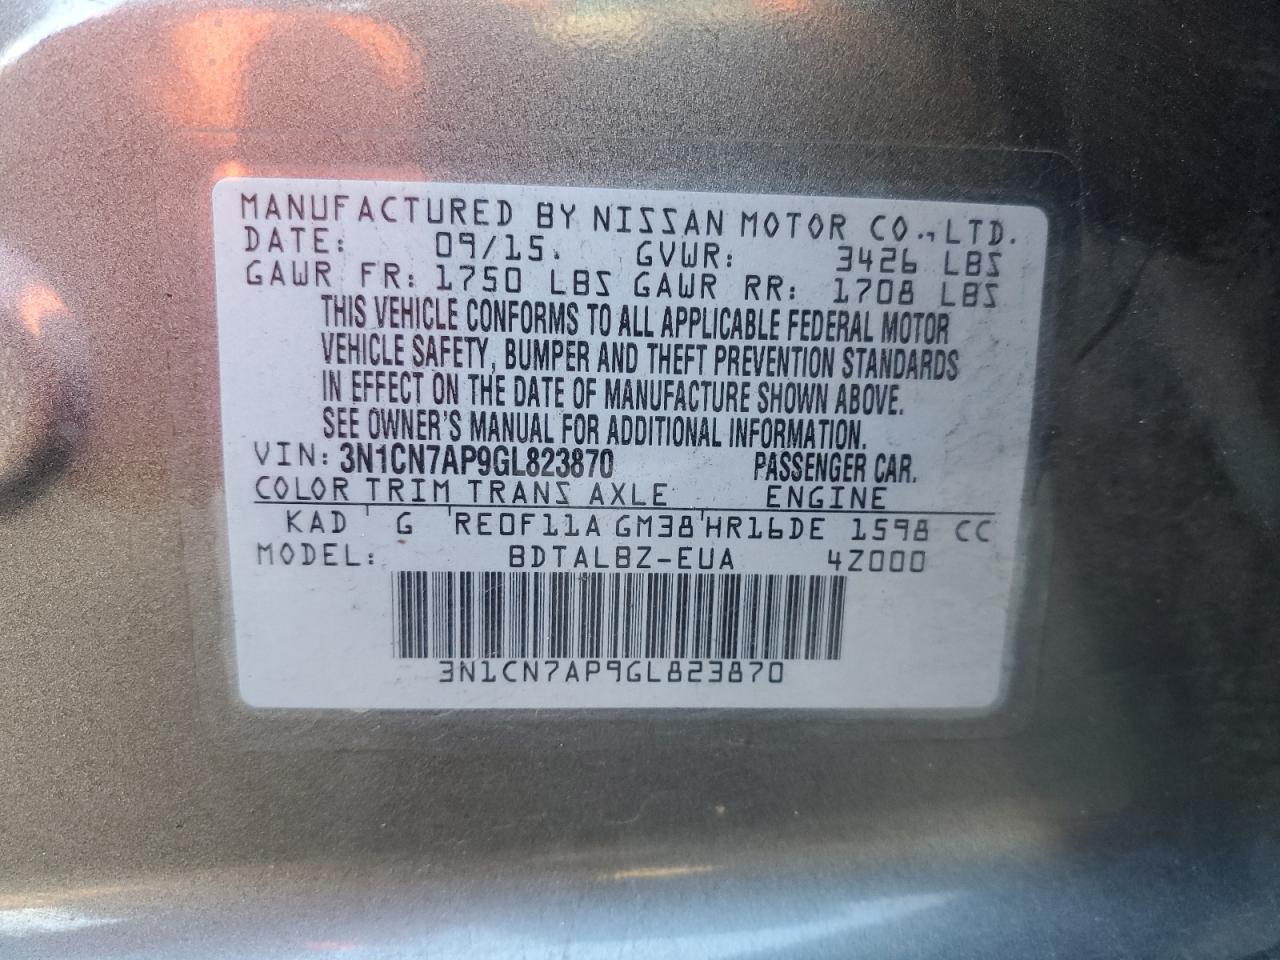 MANUFACTURED BY NISSAN MOTOR CO., LTD.
DATE: 09/15. GVWR: 3426 LBS
GAWR FR: 1750 LBS GAWR RR: 1708 LBS
THIS VEHICLE CONFORMS TO ALL APPLICABLE FEDERAL MOTOR
VEHICLE SAFETY, BUMPER AND THEFT PREVENTION STANDARDS
IN EFFECT ON THE DATE OF MANUFACTURE SHOWN ABOVE.
SEE OWNER'S MANUAL FOR ADDITIONAL INFORMATION.
VIN: 3N1CN7AP9GL823870 PASSENGER CAR.
COLOR TRIM TRANS AXLE ENGINE
KAD G RE0F11A GM38 HR16DE 1598 CC
MODEL: BDTALBZ-EUA 4Z000
3N1CN7AP9GL823870